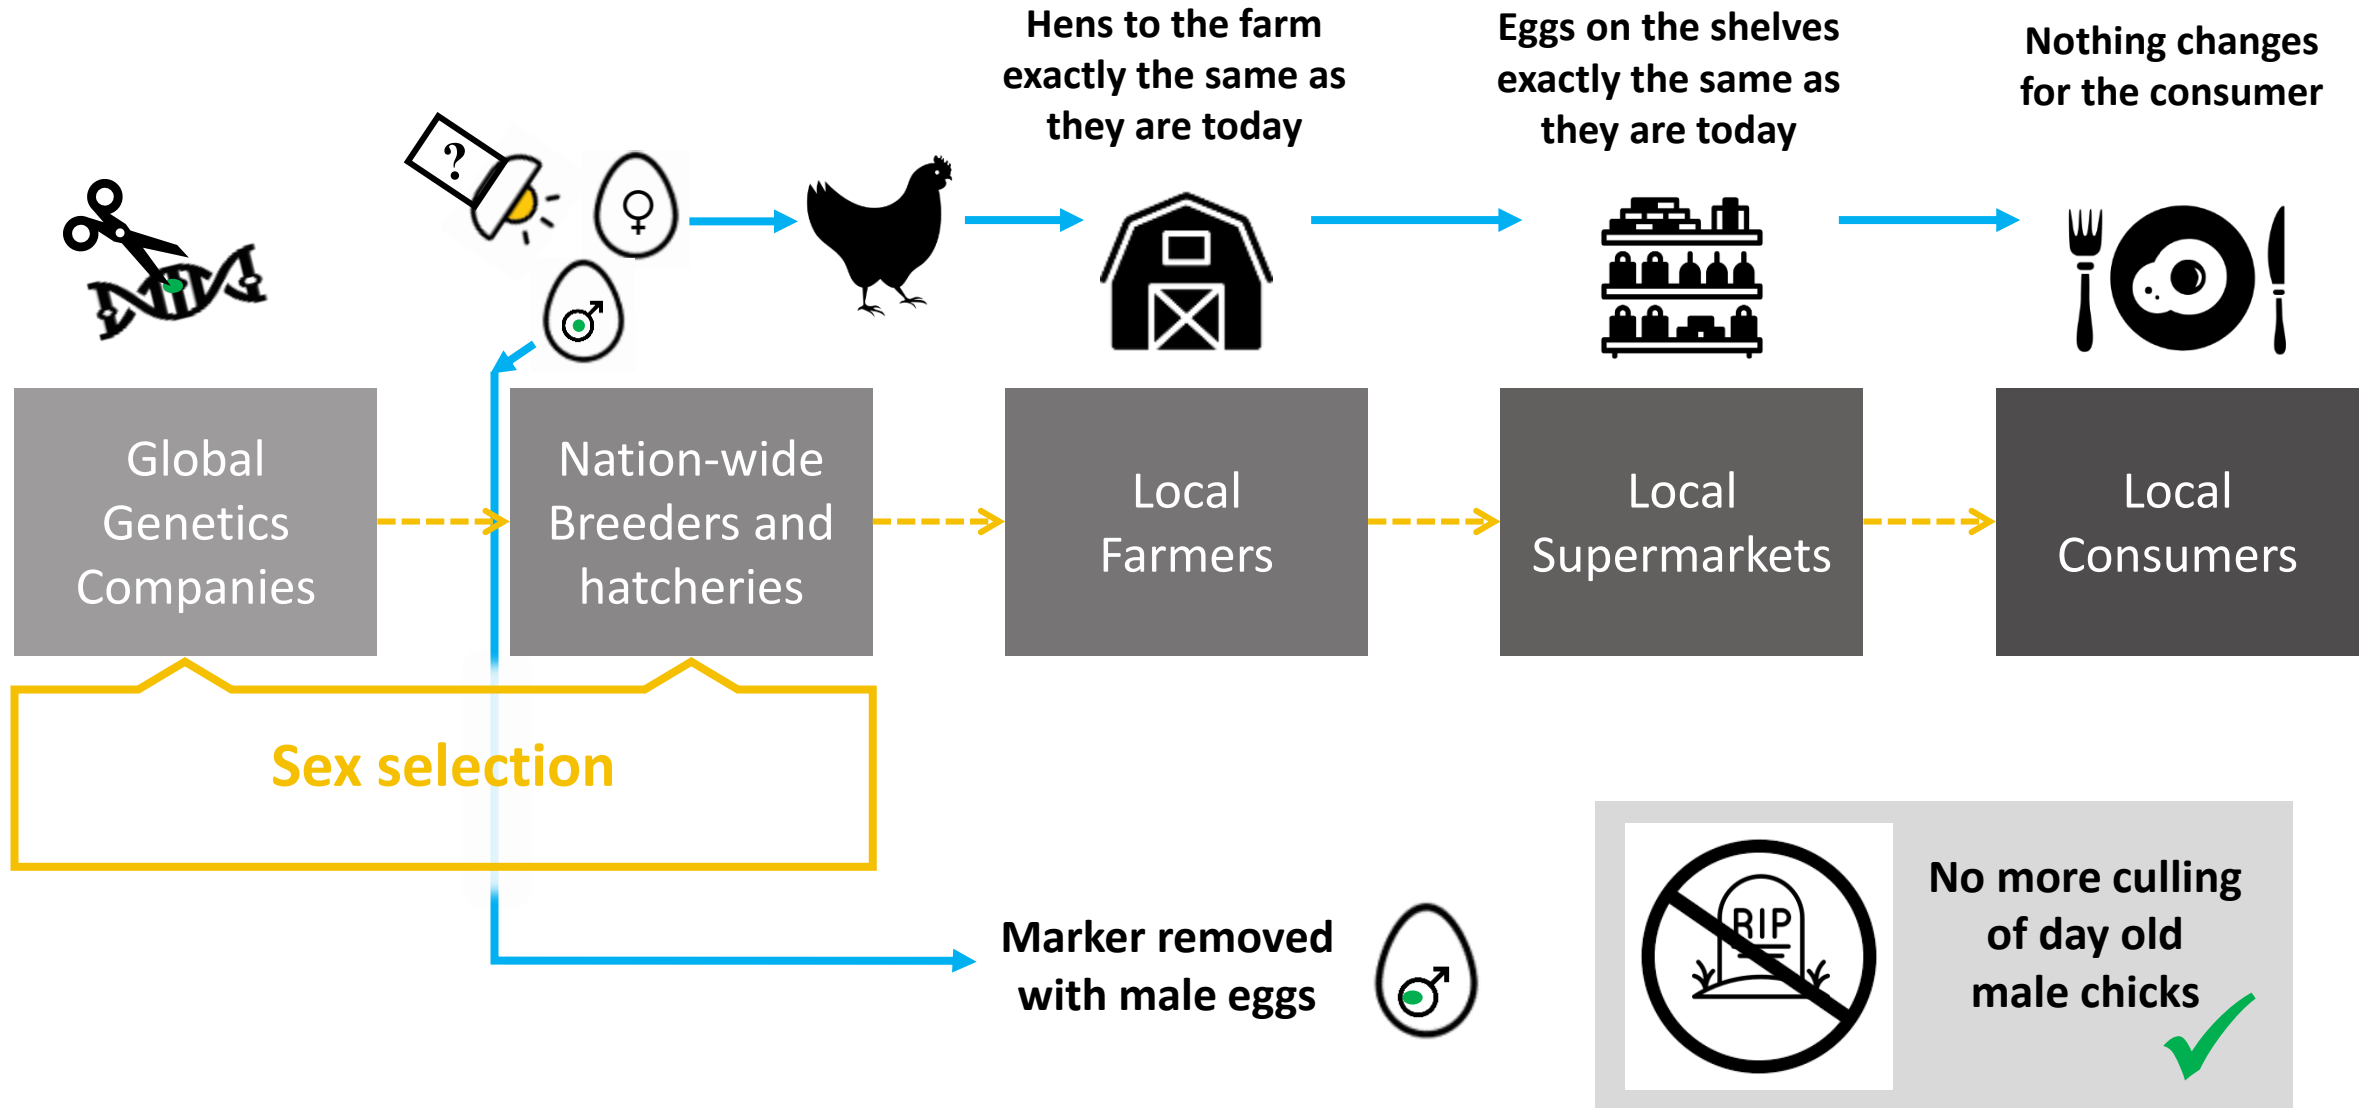 Hens to the farm
exactly the same as
they are today
Eggs on the shelves
exactly the same as
they are today
Nothing changes
for the consumer
?
Global
Genetics
Companies
Nation-wide
Breeders and
hatcheries
Local
Farmers
Local
Supermarkets
Local
Consumers
Sex selection
Marker removed
with male eggs
RIP
No more culling
of day old
male chicks